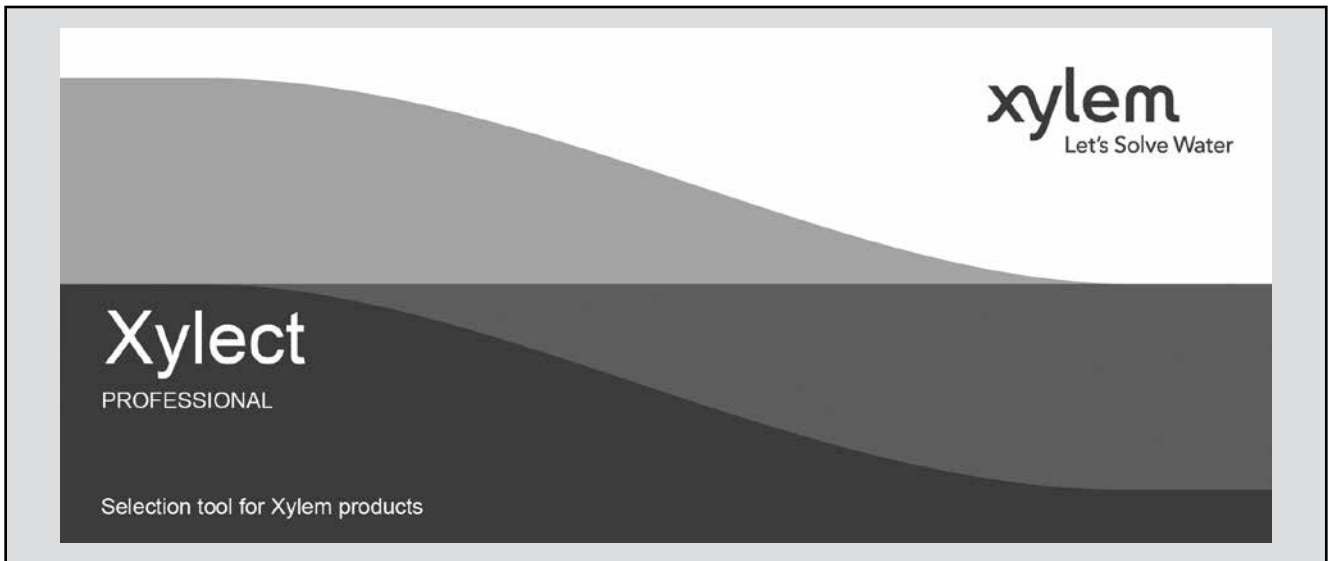 xylem
Let's Solve Water
Xylect
PROFESSIONAL
Selection tool for Xylem products